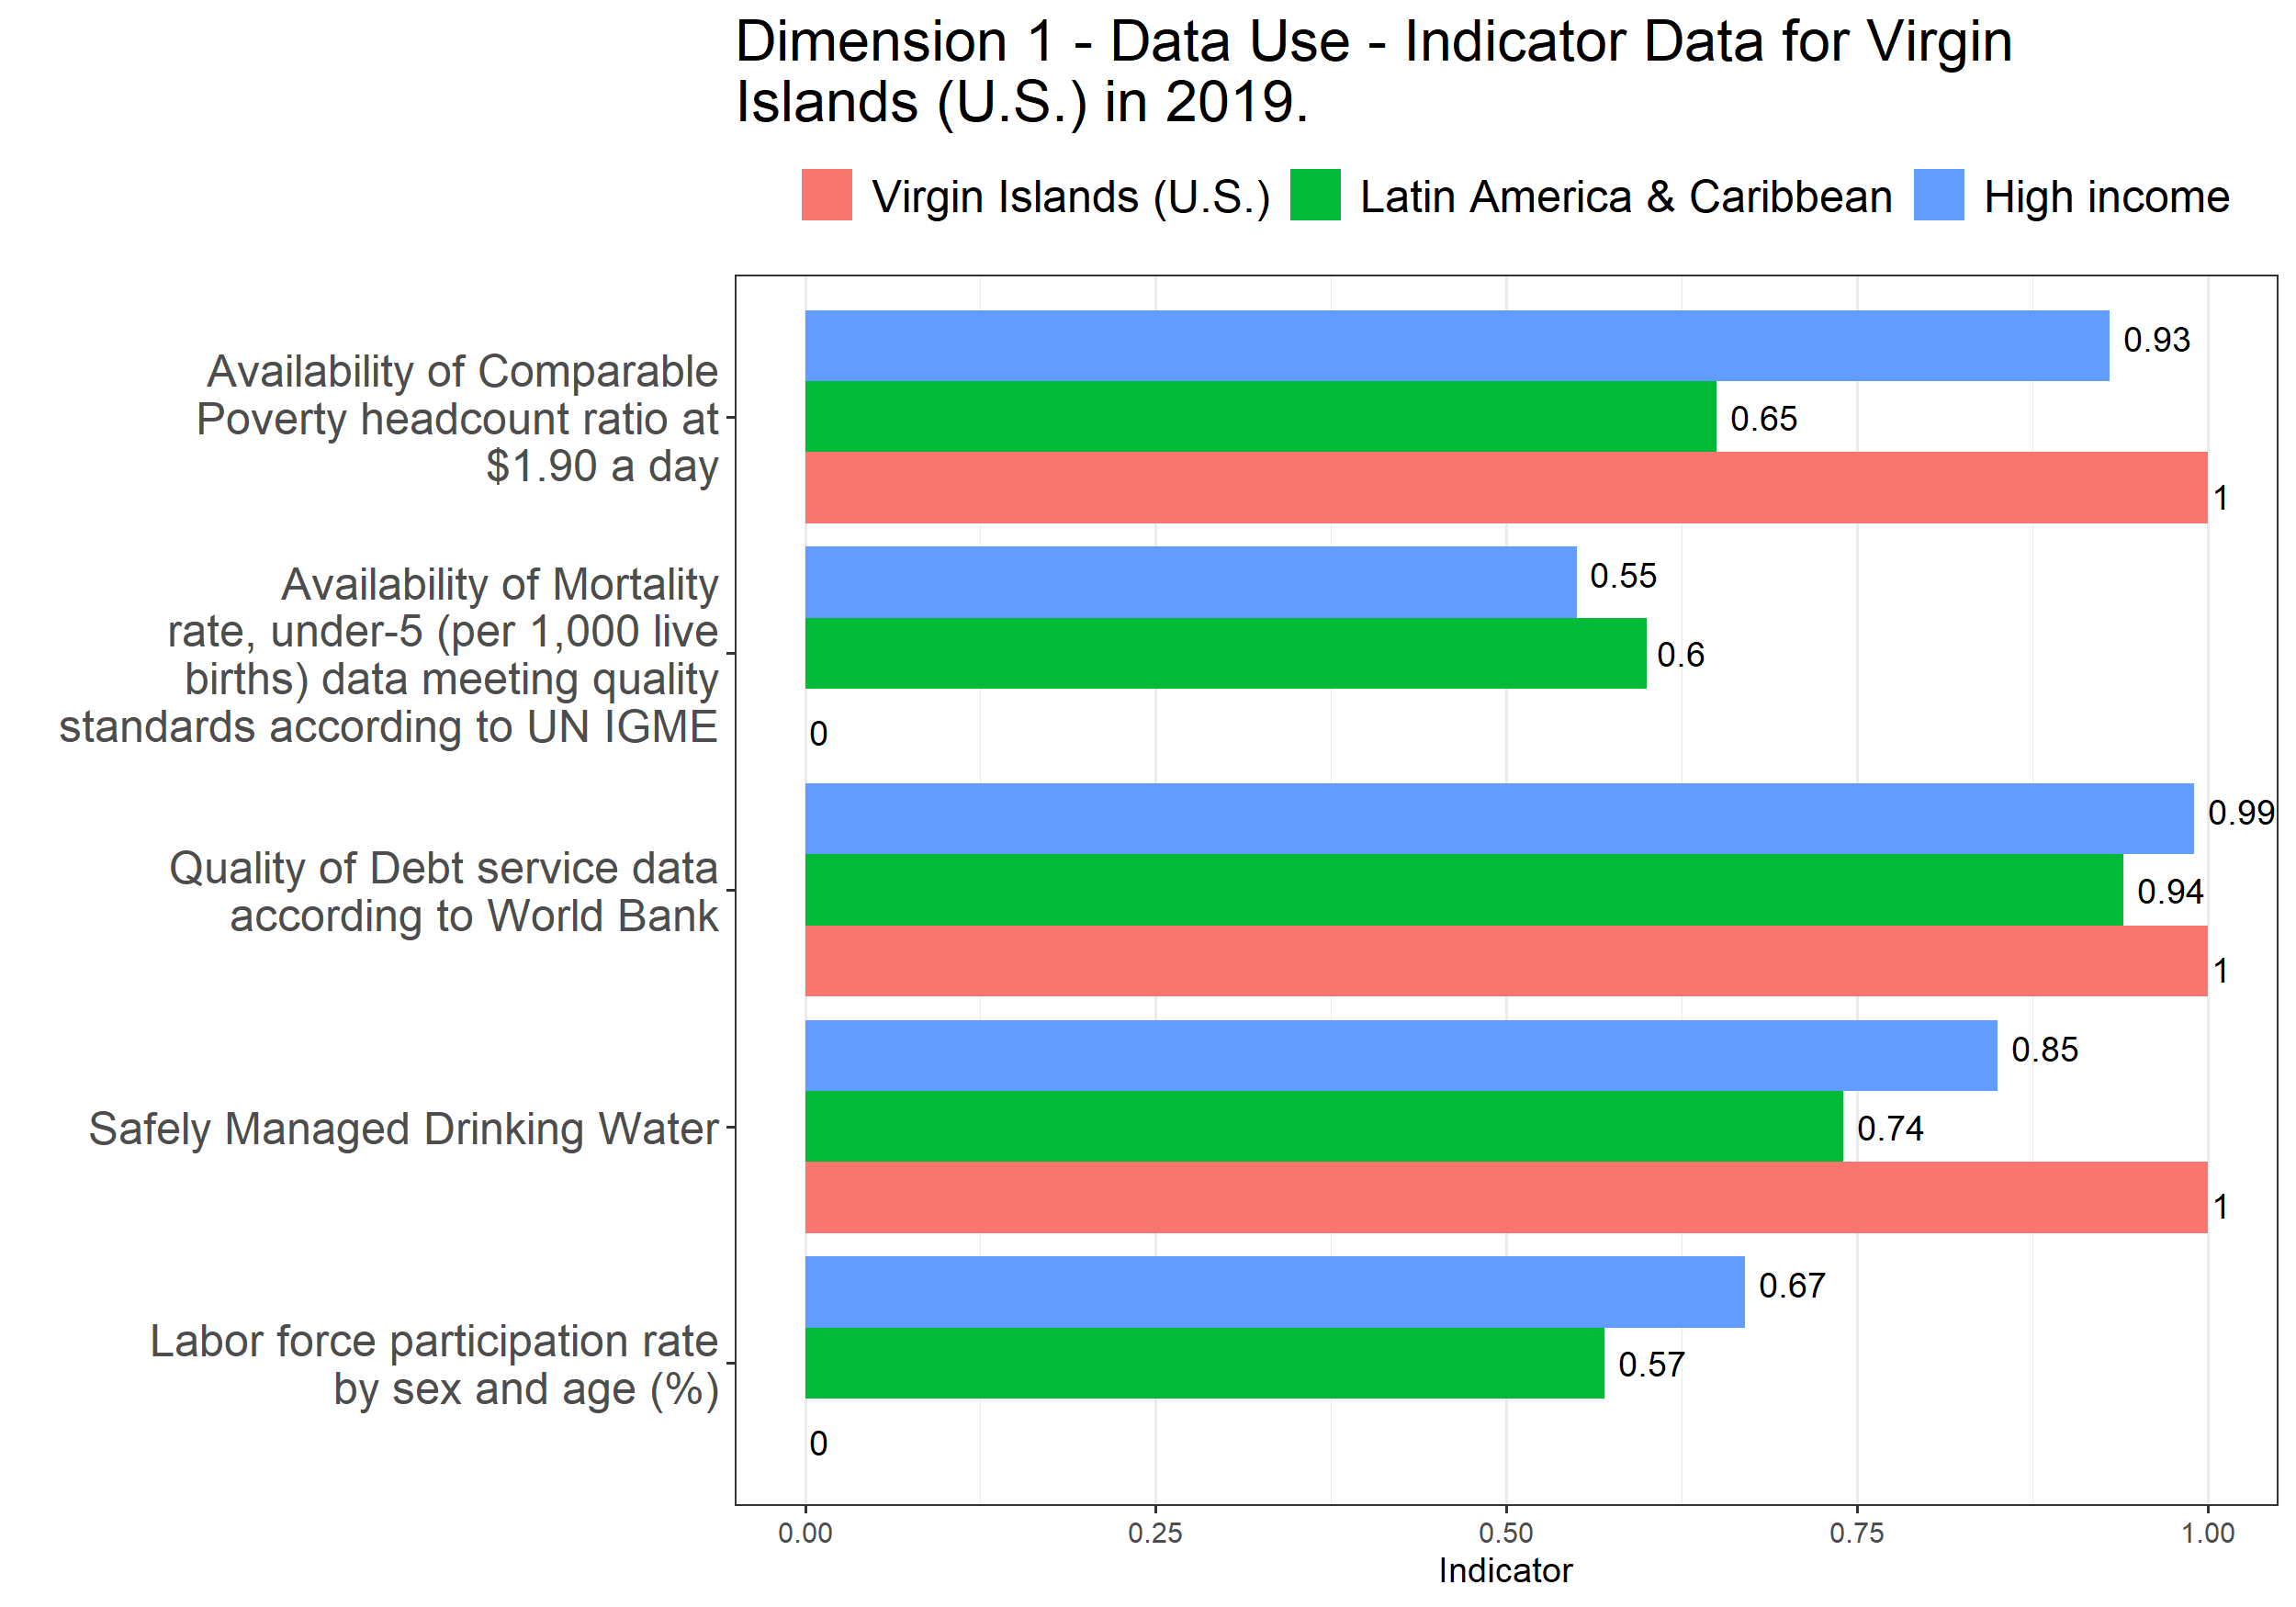 Dimension 1 - Data Use - Indicator Data for Virgin
Islands (U.S.) in 2019.
Virgin Islands (U.S.) Latin America & Caribbean High income
Availability of Comparable
Poverty headcount ratio at
$1.90 a day
0.93
0.65
1
Availability of Mortality
rate, under-5 (per 1,000 live
births) data meeting quality
standards according to UN IGME
0.55
0.6
0
Quality of Debt service data
according to World Bank
0.99
0.94
1
Safely Managed Drinking Water
0.85
0.74
1
Labor force participation rate
by sex and age (%)
0.67
0.57
0
0.00 0.25 0.50 0.75 1.00
Indicator